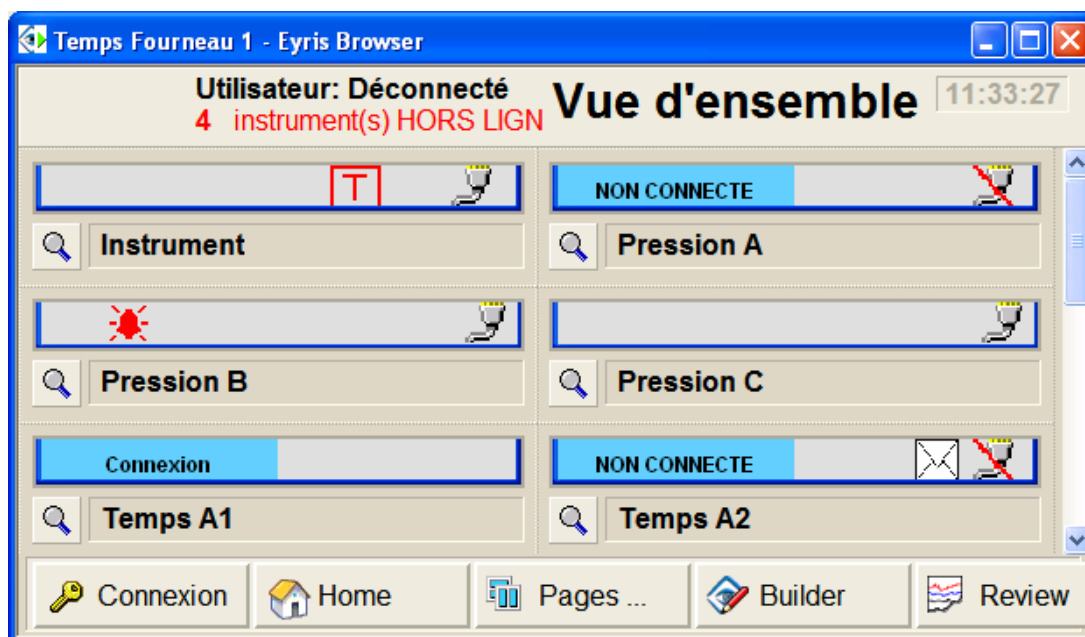 Temps Fourneau 1 - Eyris Browser
Utilisateur: Déconnecté
4 instrument(s) HORS LIGN
Vue d'ensemble
11:33:27
T
NON CONNECTE
Instrument
Pression A
Pression B
Pression C
Connexion
NON CONNECTE
Temps A1
Temps A2
Connexion
Home
Pages ...
Builder
Review